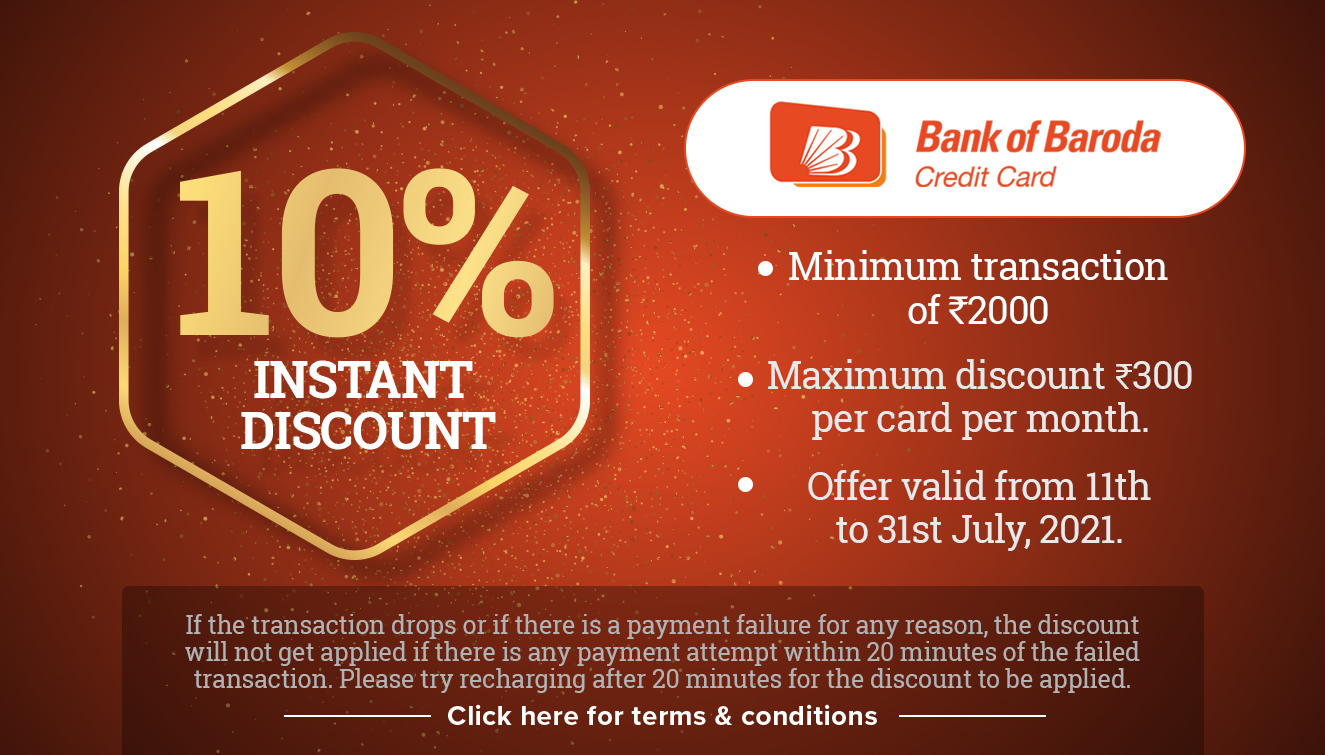 10%
INSTANT
DISCOUNT
Bank of Baroda
Credit Card
• Minimum transaction
of ₹2000
• Maximum discount ₹300
per card per month.
• Offer valid from 11th
to 31st July, 2021.
If the transaction drops or if there is a payment failure for any reason, the discount
will not get applied if there is any payment attempt within 20 minutes of the failed
transaction. Please try recharging after 20 minutes for the discount to be applied.
Click here for terms & conditions